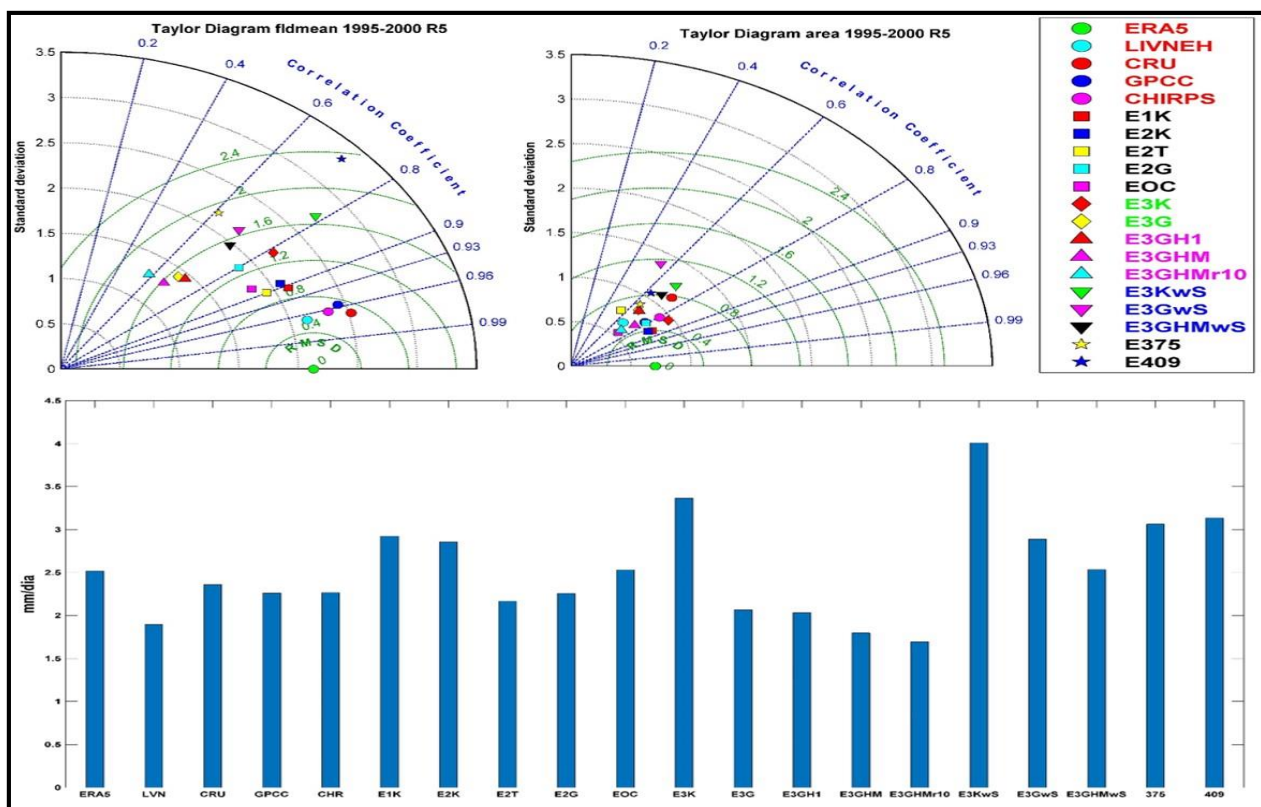 Taylor Diagram fldmean 1995-2000 R5
3.5
3
2.5
2
1.5
1
0.5
0
Standard deviation
0.2
0.4
0.6
0.8
0.9
0.93
0.96
0.99
Correlation Coefficient
2.4
2
1.6
1.2
0.8
0.4
0
RMSD
Taylor Diagram area 1995-2000 R5
3.5
3
2.5
2
1.5
1
0.5
0
Standard deviation
0.2
0.4
0.6
0.8
0.9
0.93
0.96
0.99
Correlation Coefficient
2.4
2
1.6
1.2
0.8
0.4
0
RMSD
ERA5
LIVNEH
CRU
GPCC
CHIRPS
E1K
E2K
E2T
E2G
EOC
E3K
E3G
E3GH1
E3GHM
E3GHMr10
E3KwS
E3GwS
E3GHMwS
E375
E409
4.5
4
3.5
3
2.5
2
1.5
1
0.5
0
mm/dia
ERA5 LVN CRU GPCC CHR E1K E2K E2T E2G EOC E3K E3G E3GH1 E3GHM E3GHMr10 E3KwS E3GwS E3GHMwS 375 409